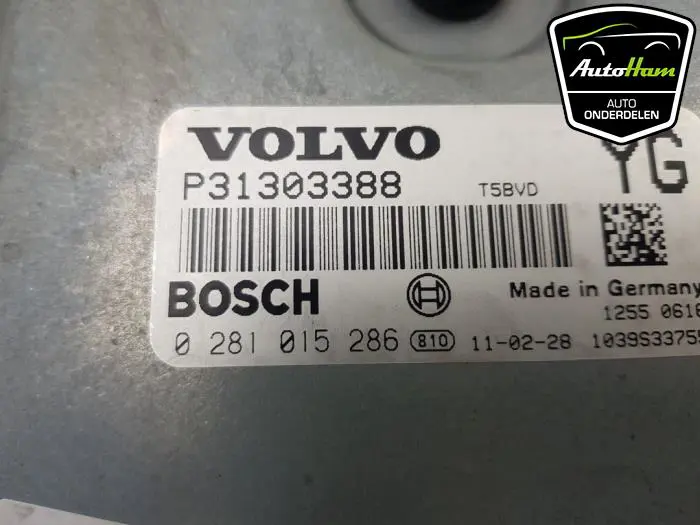 AutoHam
AUTO
ONDERDELEN
VOLVO
YG
P31303388
T5BVD
BOSCH
Made in Germany
1255 0616
0 281 015 286 810 11-02-28 1039S3375